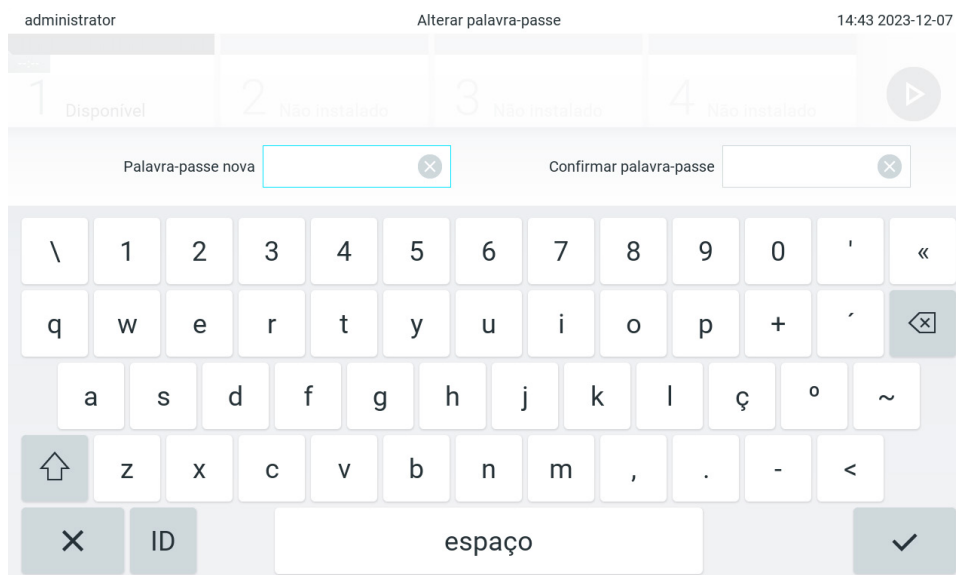 administrator Alterar palavra-passe 14:43 2023-12-07
--:--
1 Disponível 2 Não instalado 3 Não instalado 4 Não instalado
Palavra-passe nova Confirmar palavra-passe
\ 1 2 3 4 5 6 7 8 9 0 ' «
q w e r t y u i o p + ´
a s d f g h j k l ç º ~
z x c v b n m , . - <
ID espaço